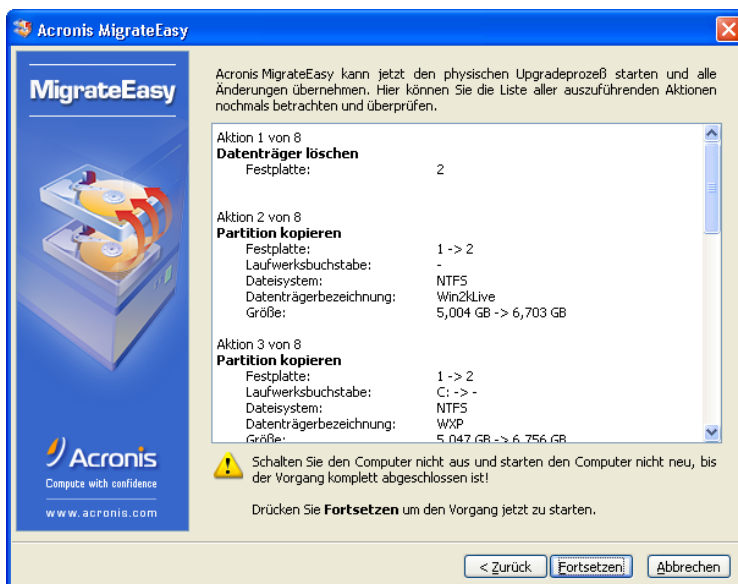 Acronis MigrateEasy
MigrateEasy
Acronis MigrateEasy kann jetzt den physischen Upgradeprozeß starten und alle
Änderungen übernehmen. Hier können Sie die Liste aller auszuführenden Aktionen
nochmals betrachten und überprüfen.
Aktion 1 von 8
Datenträger löschen
Festplatte: 2
Aktion 2 von 8
Partition kopieren
Festplatte: 1 -> 2
Laufwerksbuchstabe: -
Dateisystem: NTFS
Datenträgerbezeichnung: Win2kLive
Größe: 5,004 GB -> 6,703 GB
Aktion 3 von 8
Partition kopieren
Festplatte: 1 -> 2
Laufwerksbuchstabe: C: -> -
Dateisystem: NTFS
Datenträgerbezeichnung: WXP
Größe: 5,047 GB -> 6,756 GB
Schalten Sie den Computer nicht aus und starten den Computer nicht neu, bis
der Vorgang komplett abgeschlossen ist!
Drücken Sie Fortsetzen um den Vorgang jetzt zu starten.
Acronis
Compute with confidence
www.acronis.com
< Zurück Fortsetzen Abbrechen